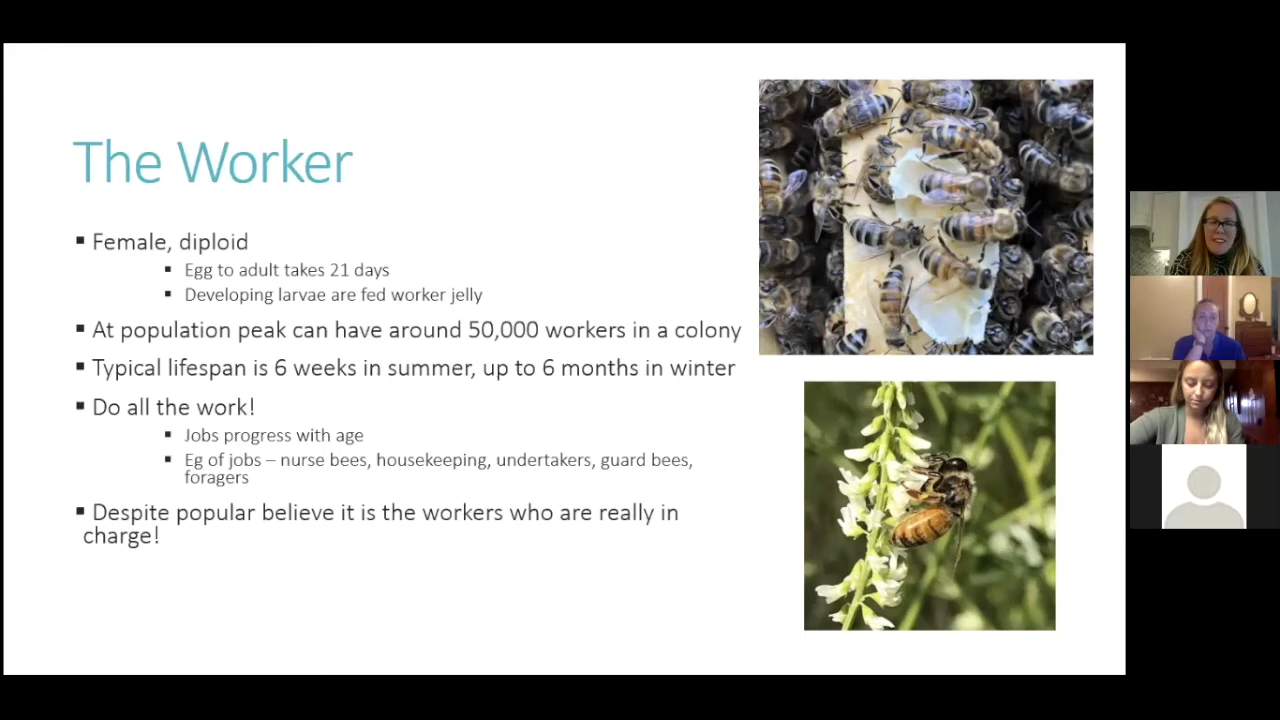 The Worker
▪ Female, diploid
▪ Egg to adult takes 21 days
▪ Developing larvae are fed worker jelly
▪ At population peak can have around 50,000 workers in a colony
▪ Typical lifespan is 6 weeks in summer, up to 6 months in winter
▪ Do all the work!
▪ Jobs progress with age
▪ Eg of jobs – nurse bees, housekeeping, undertakers, guard bees,
foragers
▪ Despite popular believe it is the workers who are really in
charge!